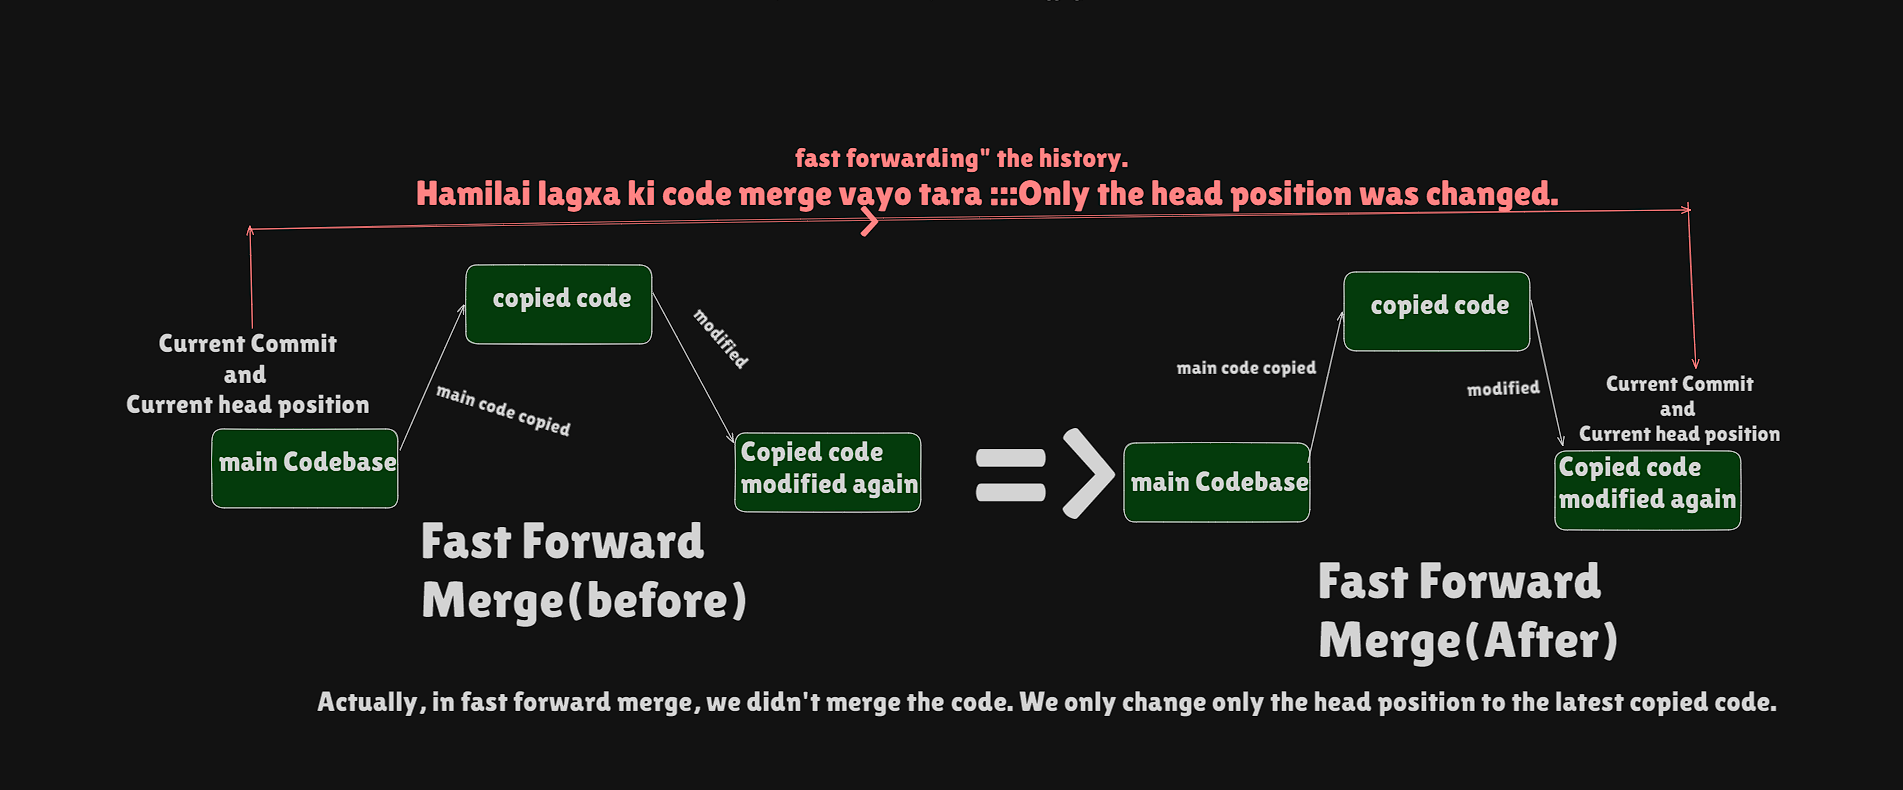 fast forwarding" the history.
Hamilai lagxa ki code merge vayo tara :::Only the head position was changed.
Current Commit
and
Current head position
main Codebase
main code copied
copied code
modified
Copied code
modified again
Fast Forward
Merge(before)
=>
main Codebase
main code copied
copied code
modified
Current Commit
and
Current head position
Copied code
modified again
Fast Forward
Merge(After)
Actually, in fast forward merge, we didn't merge the code. We only change only the head position to the latest copied code.